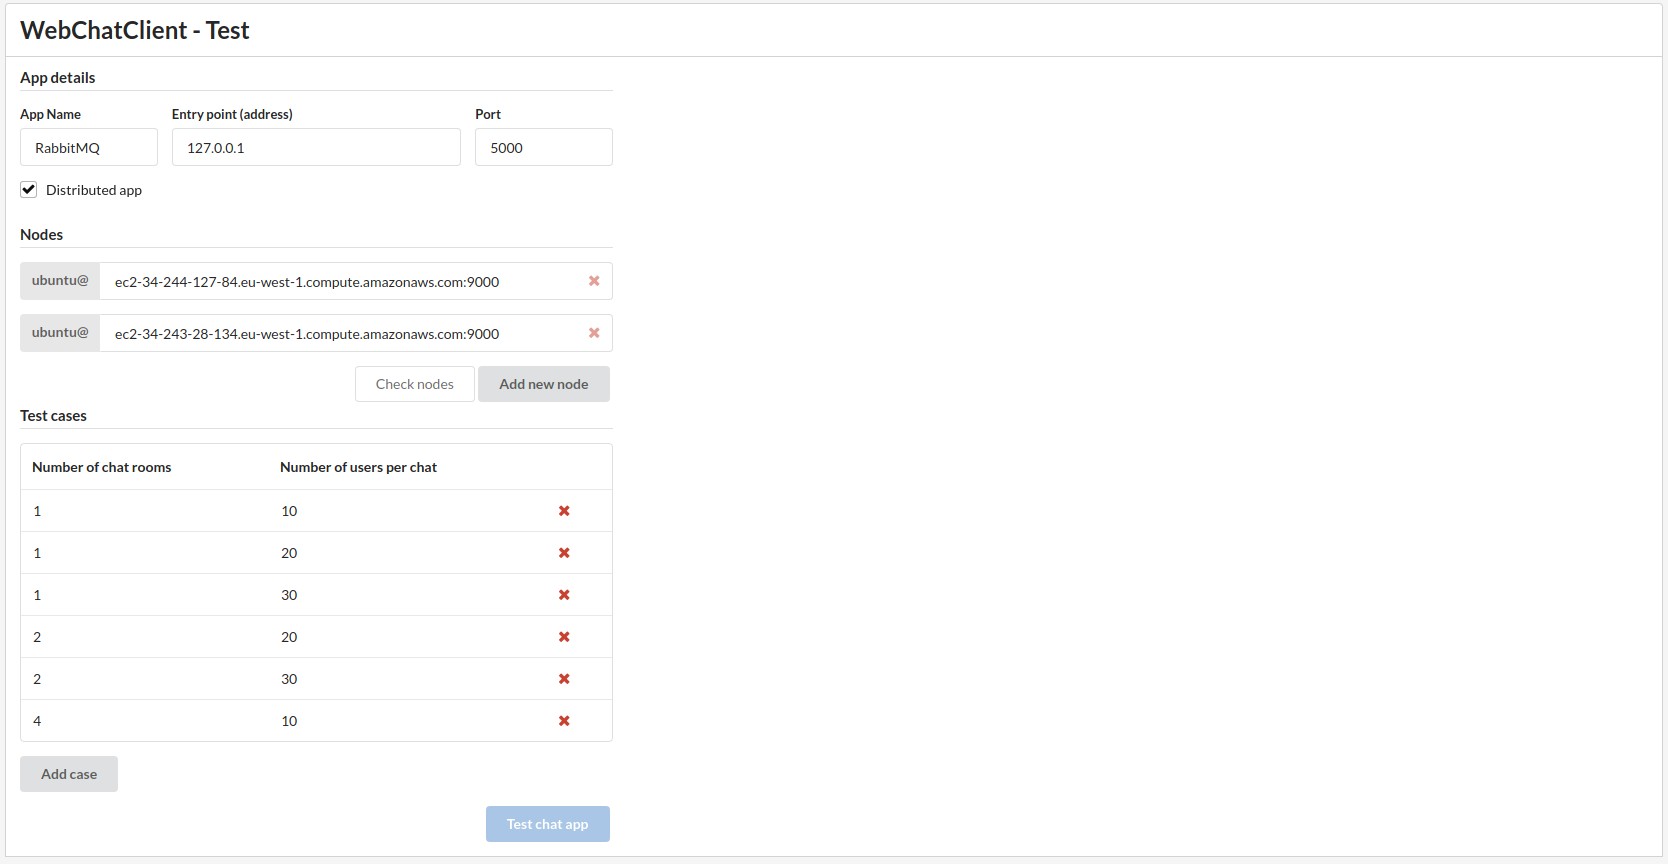 WebChatClient - Test
App details
App Name Entry point (address) Port
RabbitMQ 127.0.0.1 5000
Distributed app
Nodes
ubuntu@ ec2-34-244-127-84.eu-west-1.compute.amazonaws.com:9000
ubuntu@ ec2-34-243-28-134.eu-west-1.compute.amazonaws.com:9000
Check nodes Add new node
Test cases
Number of chat rooms Number of users per chat
1 10
1 20
1 30
2 20
2 30
4 10
Add case
Test chat app